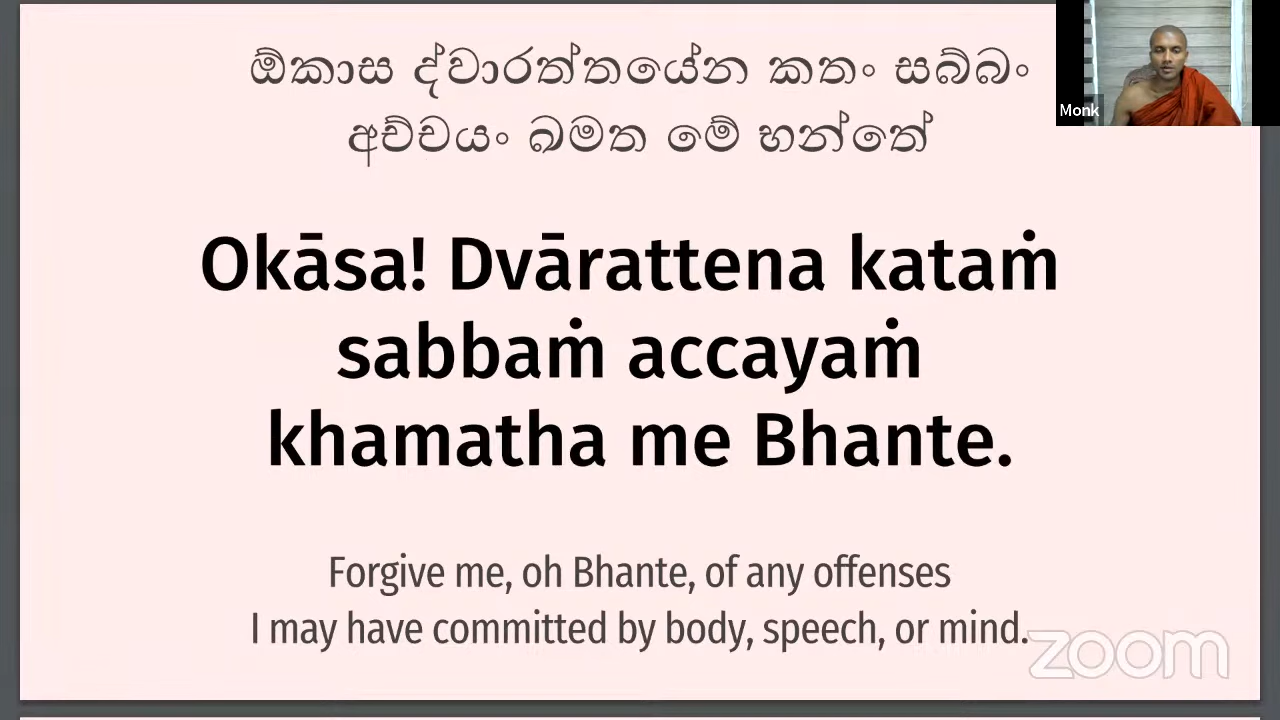 ඕකාස ද්වාරත්තයේන කතං සබ්බං
අච්චයං ඛමත මේ භන්තේ
Okāsa! Dvārattena kataṁ
sabbaṁ accayaṁ
khamatha me Bhante.
Forgive me, oh Bhante, of any offenses
I may have committed by body, speech, or mind.
Monk
zoom